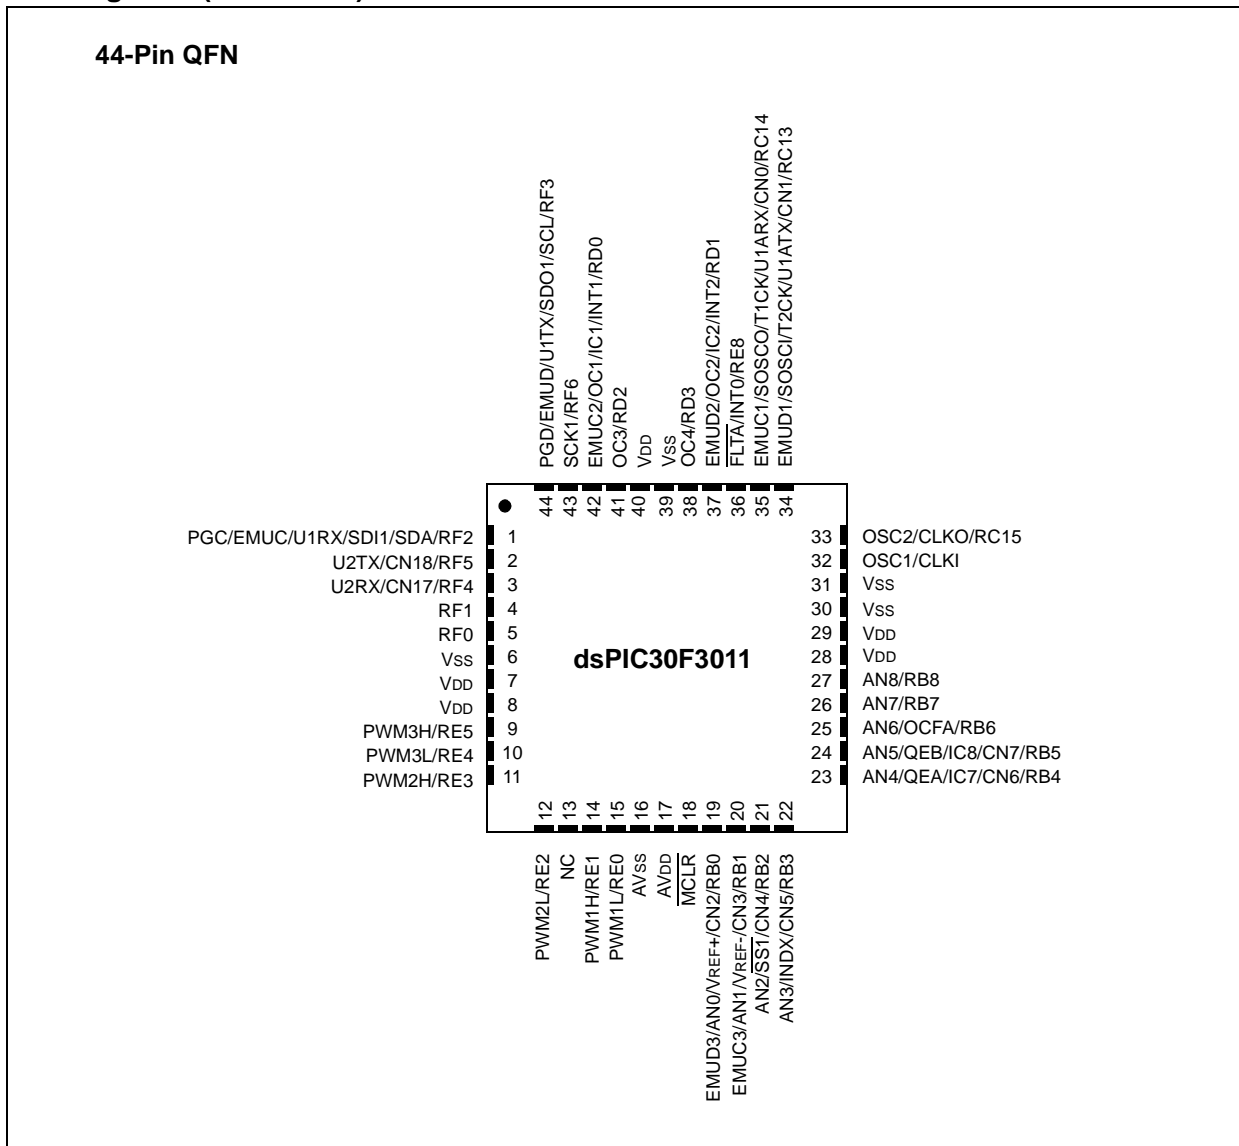 44-Pin QFN
PGD/EMUD/U1TX/SDO1/SCL/RF3
SCK1/RF6
EMUC2/OC1/IC1/INT1/RD0
OC3/RD2
VDD
VSS
OC4/RD3
EMUD2/OC2/IC2/INT2/RD1
FLTA/INT0/RE8
EMUC1/SOSCO/T1CK/U1ARX/CN0/RC14
EMUD1/SOSCI/T2CK/U1ATX/CN1/RC13
44
43
42
41
40
39
38
37
36
35
34
PGC/EMUC/U1RX/SDI1/SDA/RF2 1
U2TX/CN18/RF5 2
U2RX/CN17/RF4 3
RF1 4
RF0 5
VSS 6
VDD 7
VDD 8
PWM3H/RE5 9
PWM3L/RE4 10
PWM2H/RE3 11
dsPIC30F3011
33 OSC2/CLKO/RC15
32 OSC1/CLKI
31 VSS
30 VSS
29 VDD
28 VDD
27 AN8/RB8
26 AN7/RB7
25 AN6/OCFA/RB6
24 AN5/QEB/IC8/CN7/RB5
23 AN4/QEA/IC7/CN6/RB4
12
13
14
15
16
17
18
19
20
21
22
PWM2L/RE2
NC
PWM1H/RE1
PWM1L/RE0
AVSS
AVDD
MCLR
EMUD3/AN0/VREF+/CN2/RB0
EMUC3/AN1/VREF-/CN3/RB1
AN2/SS1/CN4/RB2
AN3/INDX/CN5/RB3